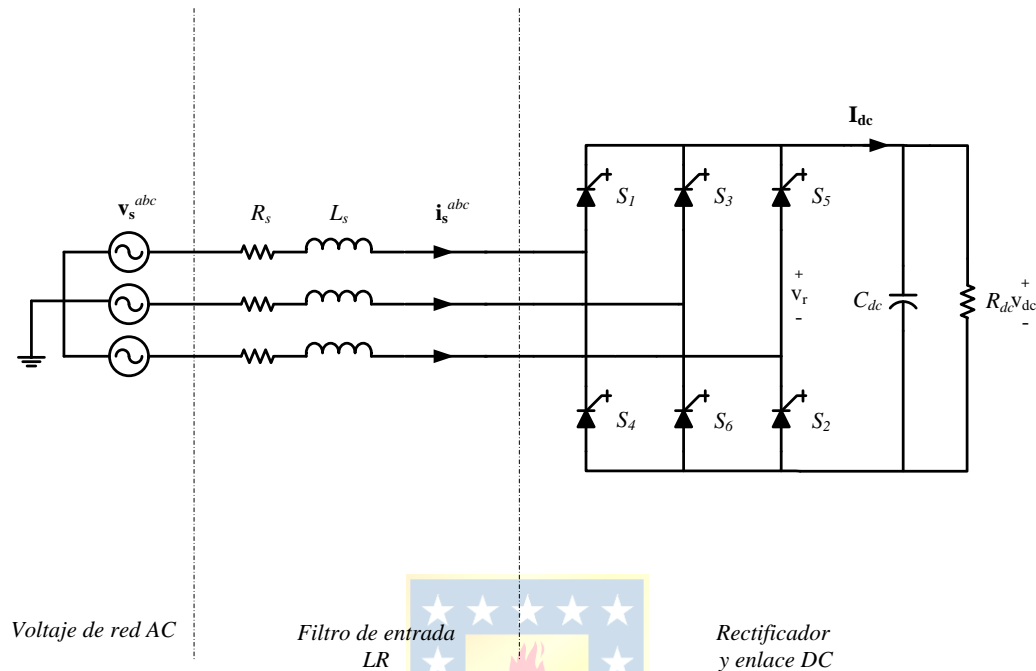 I_dc
S_1
S_3
S_5
v_s^abc
R_s
L_s
i_s^abc
+
v_r
-
C_dc
R_dc
+
v_dc
-
S_4
S_6
S_2
Voltaje de red AC
Filtro de entrada
LR
Rectificador
y enlace DC